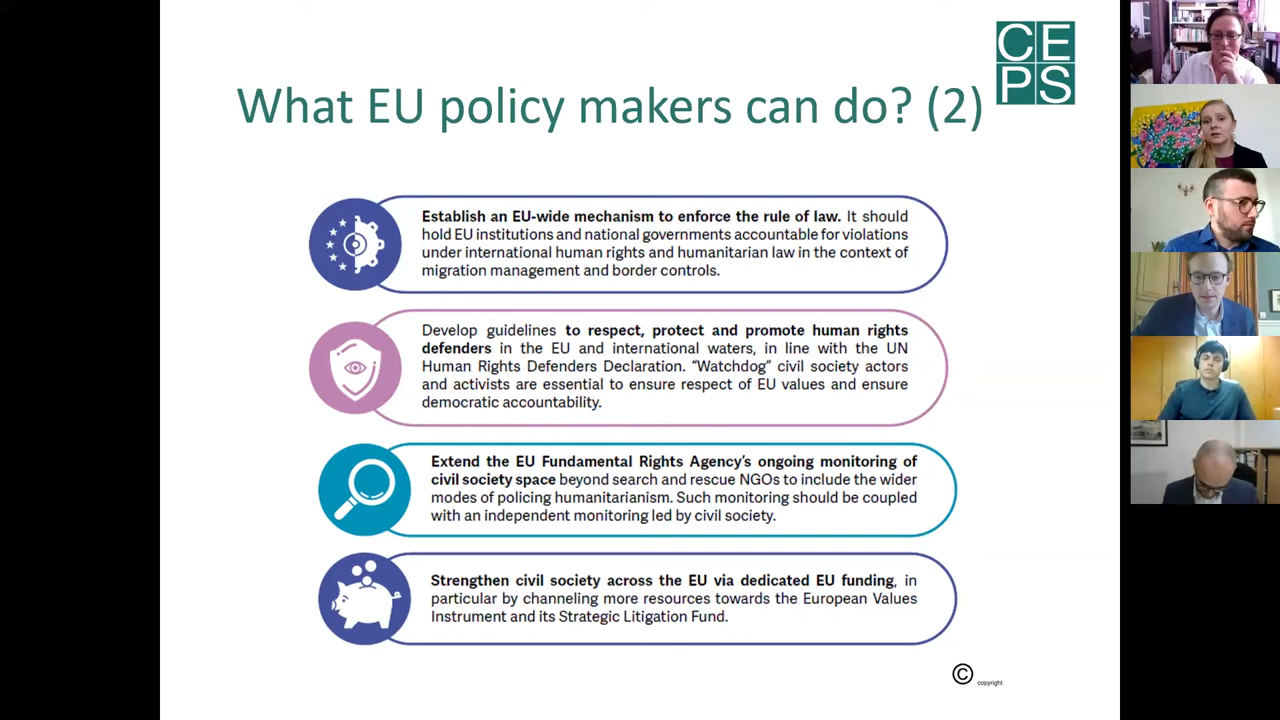 CE
PS
What EU policy makers can do? (2)
Establish an EU-wide mechanism to enforce the rule of law. It should
hold EU institutions and national governments accountable for violations
under international human rights and humanitarian law in the context of
migration management and border controls.
Develop guidelines to respect, protect and promote human rights
defenders in the EU and international waters, in line with the UN
Human Rights Defenders Declaration. “Watchdog” civil society actors
and activists are essential to ensure respect of EU values and ensure
democratic accountability.
Extend the EU Fundamental Rights Agency’s ongoing monitoring of
civil society space beyond search and rescue NGOs to include the wider
modes of policing humanitarianism. Such monitoring should be coupled
with an independent monitoring led by civil society.
Strengthen civil society across the EU via dedicated EU funding, in
particular by channeling more resources towards the European Values
Instrument and its Strategic Litigation Fund.
© copyright